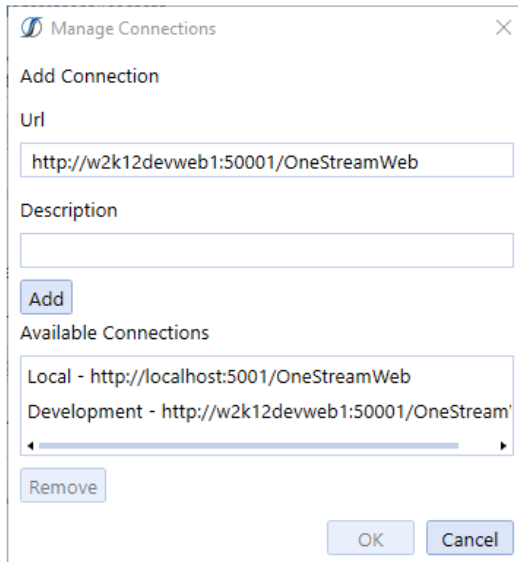 Manage Connections
Add Connection
Url
http://w2k12devweb1:50001/OneStreamWeb
Description
Add
Available Connections
Local - http://localhost:5001/OneStreamWeb
Development - http://w2k12devweb1:50001/OneStream
Remove
OK Cancel